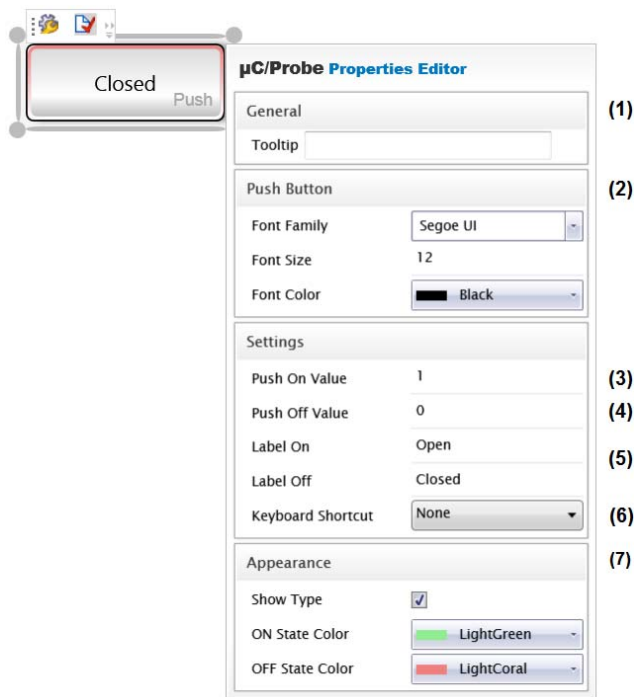 Closed
Push
µC/Probe Properties Editor
General (1)
Tooltip
Push Button (2)
Font Family Segoe UI
Font Size 12
Font Color Black
Settings
Push On Value 1 (3)
Push Off Value 0 (4)
Label On Open
(5)
Label Off Closed
Keyboard Shortcut None (6)
Appearance (7)
Show Type
ON State Color LightGreen
OFF State Color LightCoral